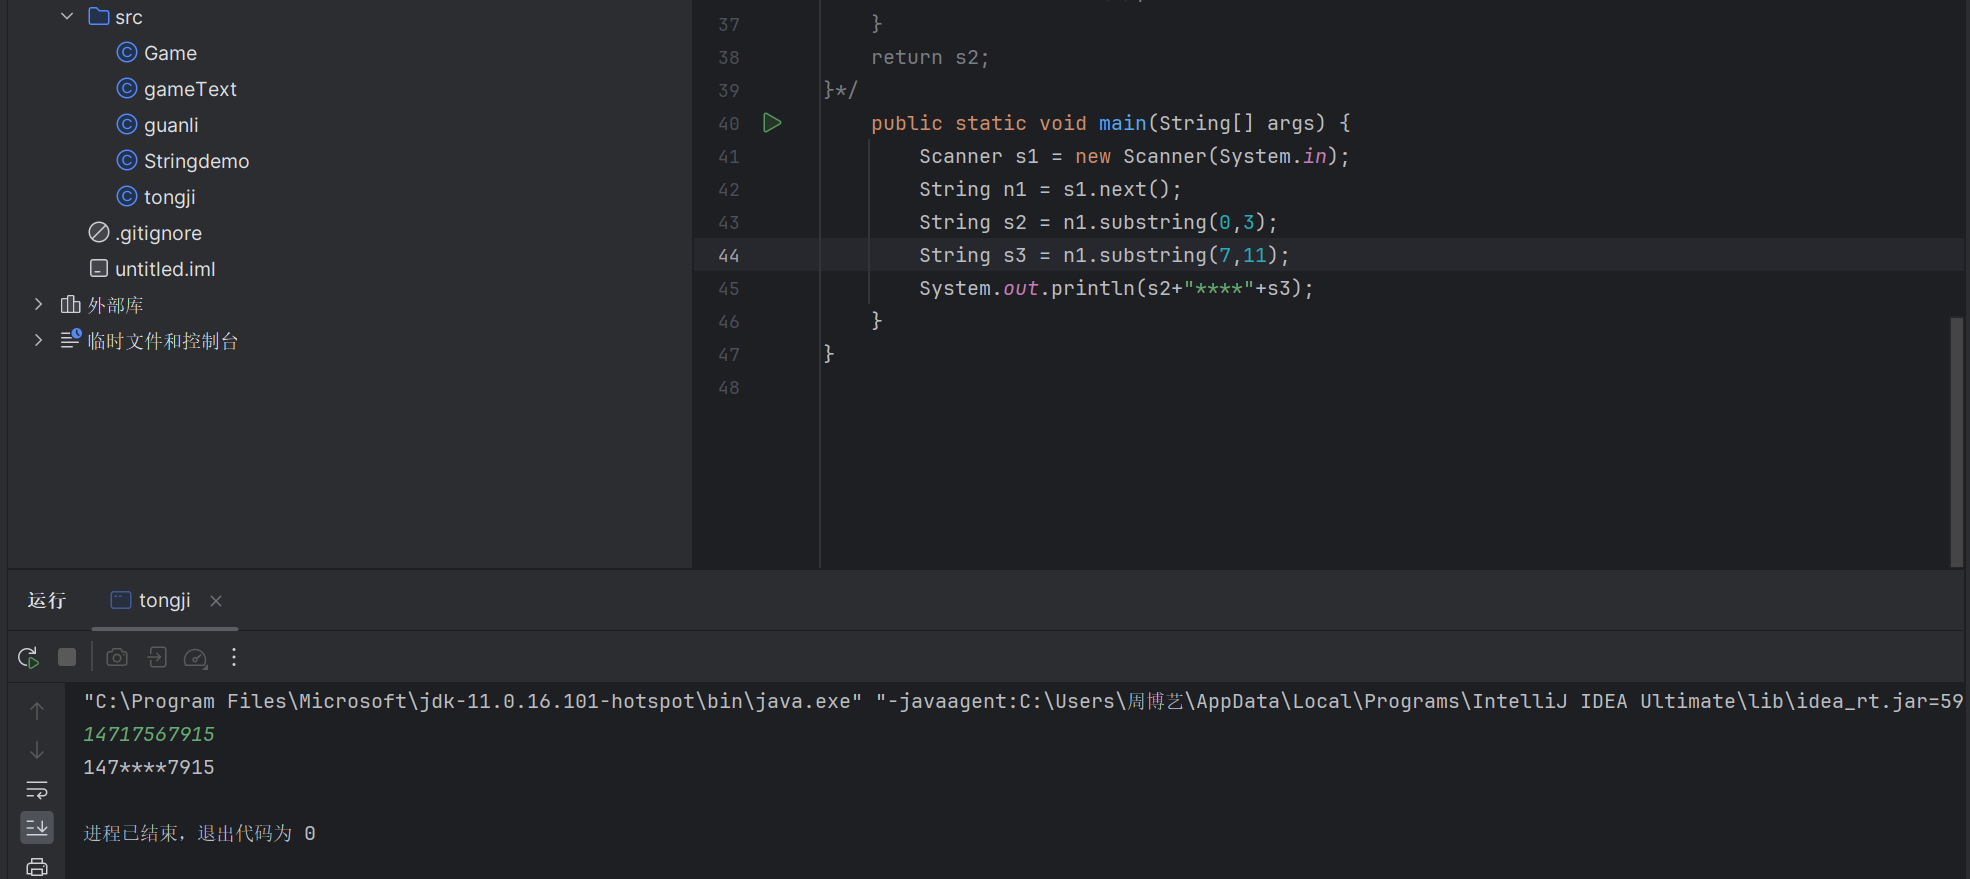 src
Game
gameText
guanli
Stringdemo
tongji
.gitignore
untitled.iml
外部库
临时文件和控制台
37 }
38 return s2;
39 }*/
40 public static void main(String[] args) {
41 Scanner s1 = new Scanner(System.in);
42 String n1 = s1.next();
43 String s2 = n1.substring(0,3);
44 String s3 = n1.substring(7,11);
45 System.out.println(s2+"****"+s3);
46 }
47 }
48
运行 tongji
"C:\Program Files\Microsoft\jdk-11.0.16.101-hotspot\bin\java.exe" "-javaagent:C:\Users\周博艺\AppData\Local\Programs\IntelliJ IDEA Ultimate\lib\idea_rt.jar=59
14717567915
147****7915
进程已结束，退出代码为 0